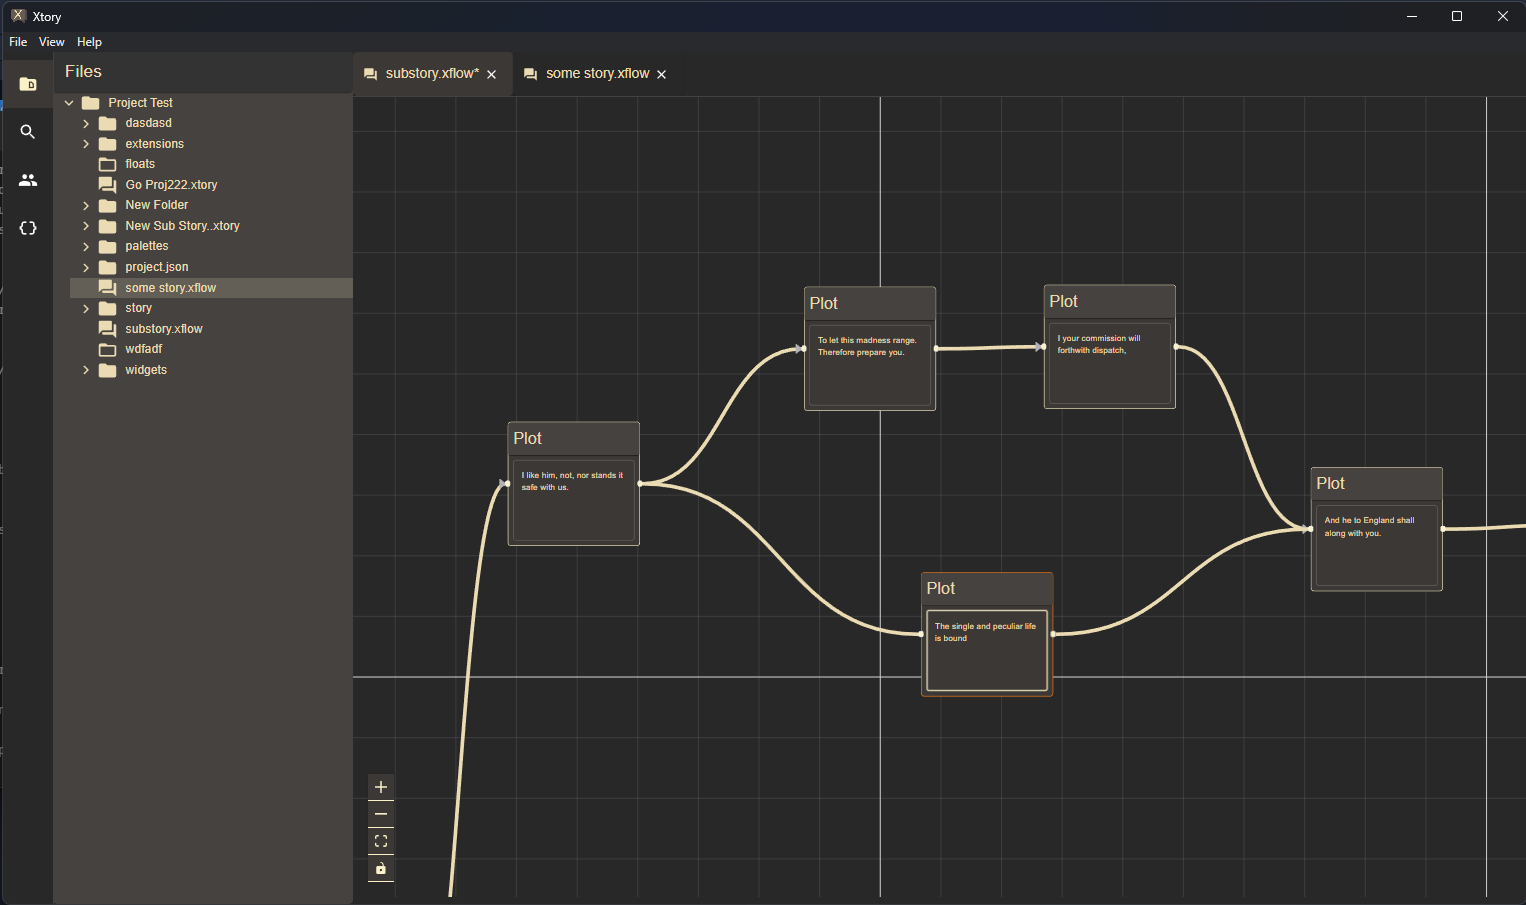 Xtory
File View Help
Files
substory.xflow*
some story.xflow
Project Test
dasdasd
extensions
floats
Go Proj222.xtory
New Folder
New Sub Story..xtory
palettes
project.json
some story.xflow
story
substory.xflow
wdfadf
widgets
Plot
I like him, not, nor stands it
safe with us.
Plot
To let this madness range.
Therefore prepare you.
Plot
I your commission will
forthwith dispatch,
Plot
The single and peculiar life
is bound
Plot
And he to England shall
along with you.